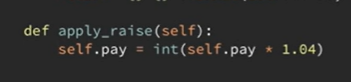 def apply_raise(self):
    self.pay = int(self.pay * 1.04)